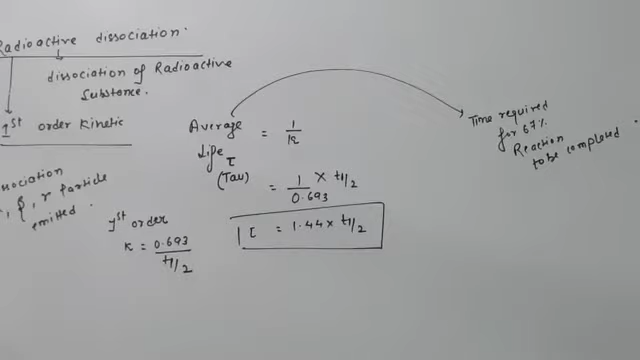 Radioactive dissociation.
dissociation of Radioactive
Substance.
1st order Kinetic
dissociation
, β, γ particle
emitted.
1st order
K = 0.693 / t1/2
Average = 1/K
Life τ
(Tau)
= 1/0.693 × t1/2
τ = 1.44 × t1/2
Time required
for 67%
Reaction
to be completed.